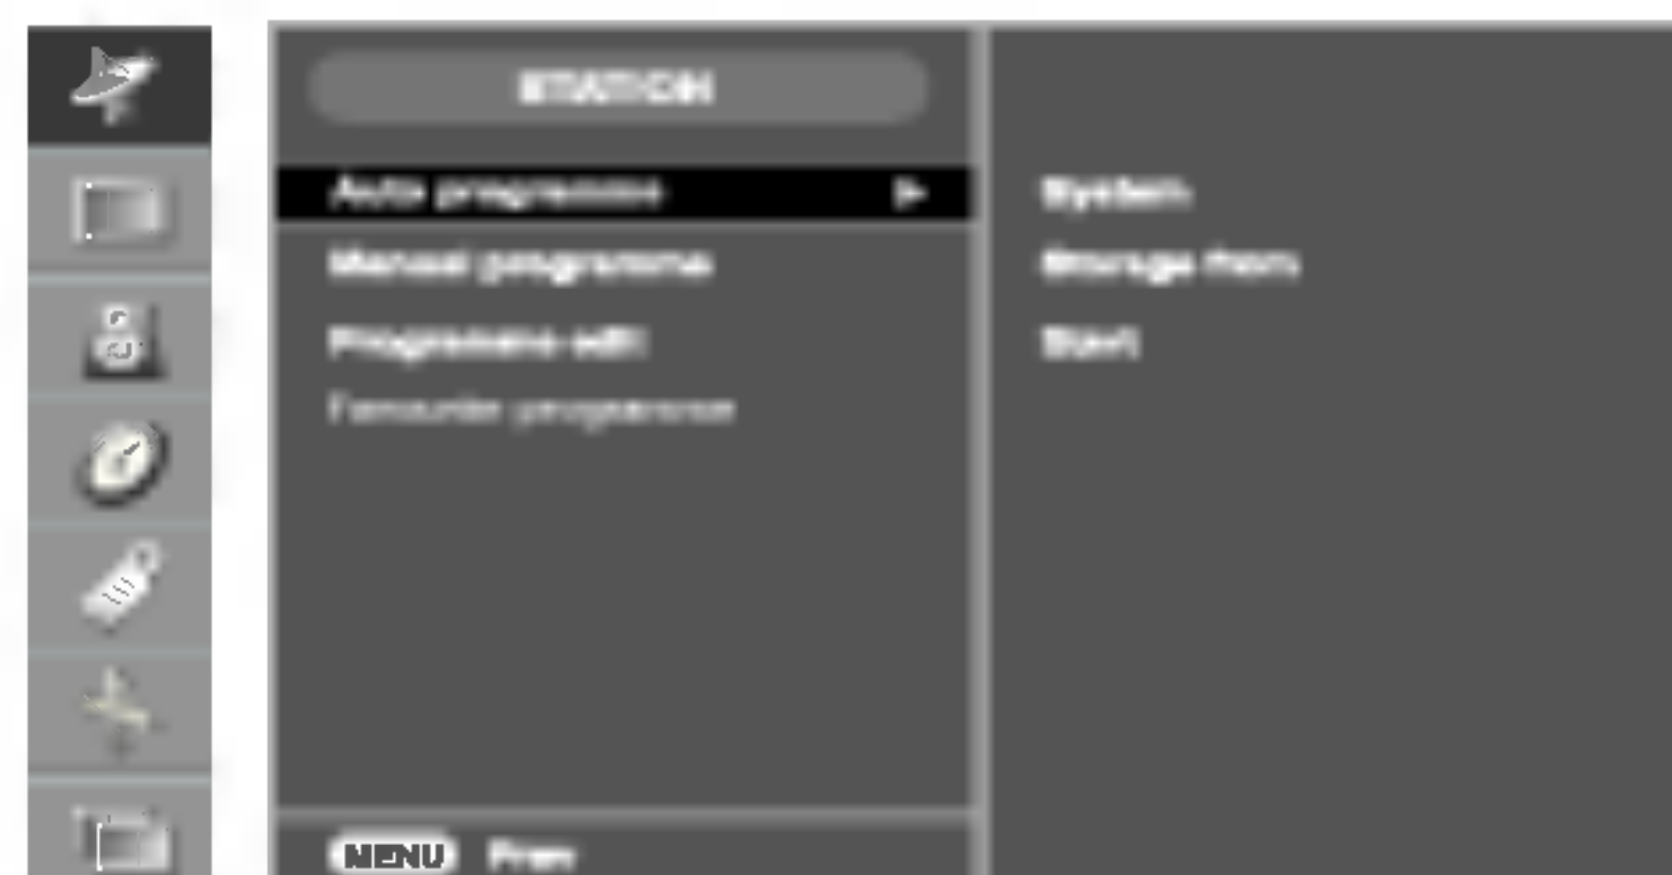 STATION
Auto programme
Manual programme
Programme edit
Favourite programme
System
Storage from
Start
MENU Prev